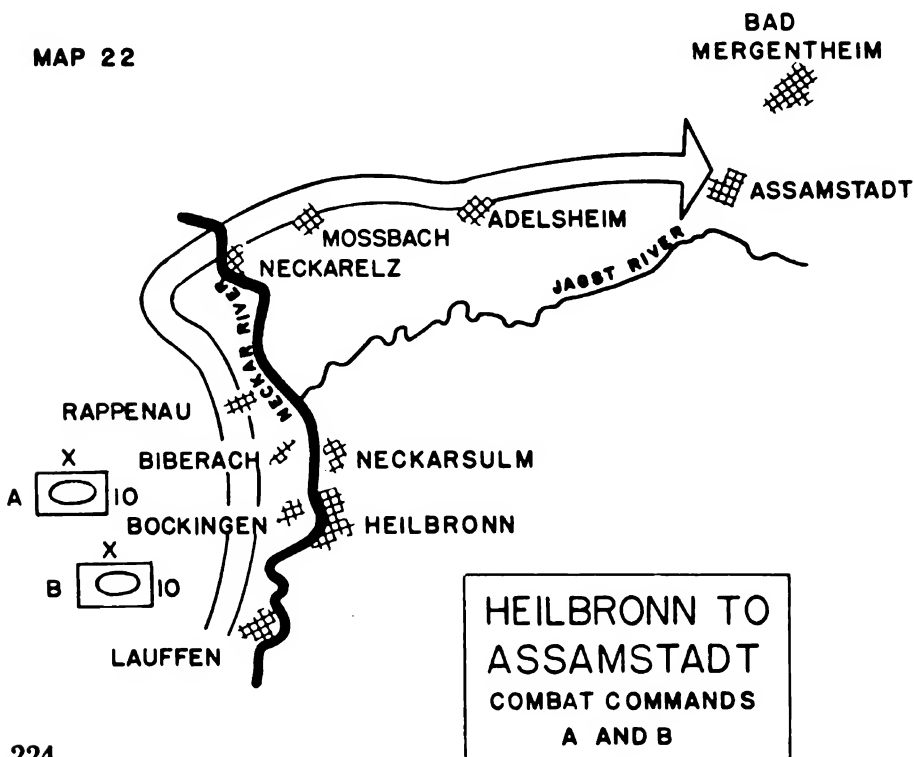 MAP 22
BAD
MERGENTHEIM
ASSAMSTADT
ADELSHEIM
MOSSBACH
NECKARELZ
JAGST RIVER
NECKAR RIVER
RAPPENAU
BIBERACH
NECKARSULM
X
A 10
BOCKINGEN
HEILBRONN
X
B 10
LAUFFEN
HEILBRONN TO
ASSAMSTADT
COMBAT COMMANDS
A AND B
224